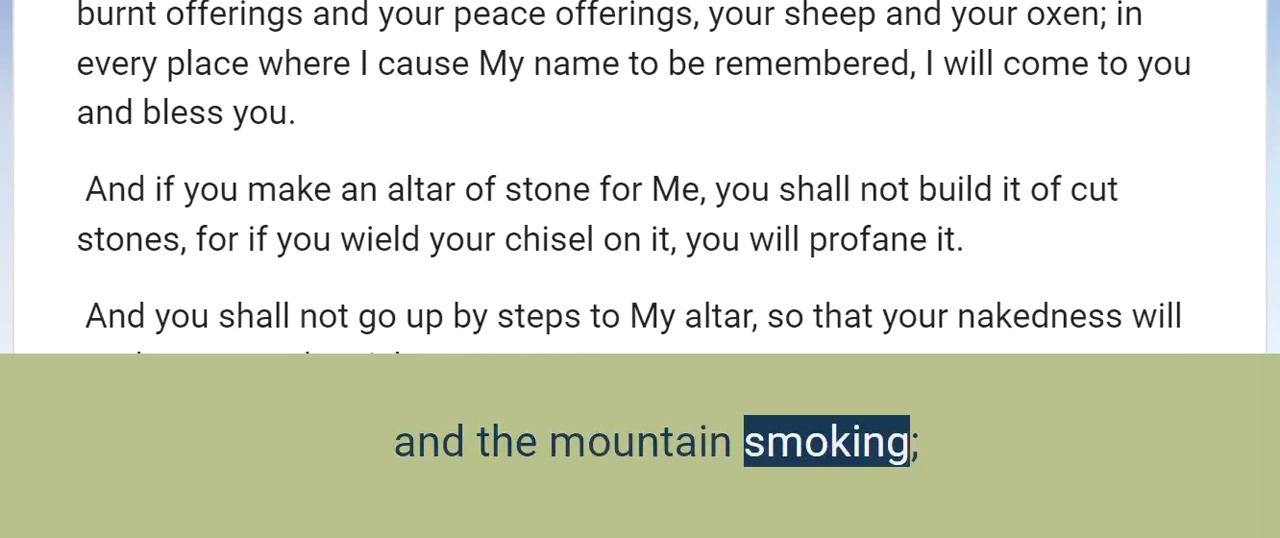 burnt offerings and your peace offerings, your sheep and your oxen; in
every place where I cause My name to be remembered, I will come to you
and bless you.
And if you make an altar of stone for Me, you shall not build it of cut
stones, for if you wield your chisel on it, you will profane it.
And you shall not go up by steps to My altar, so that your nakedness will
and the mountain smoking;